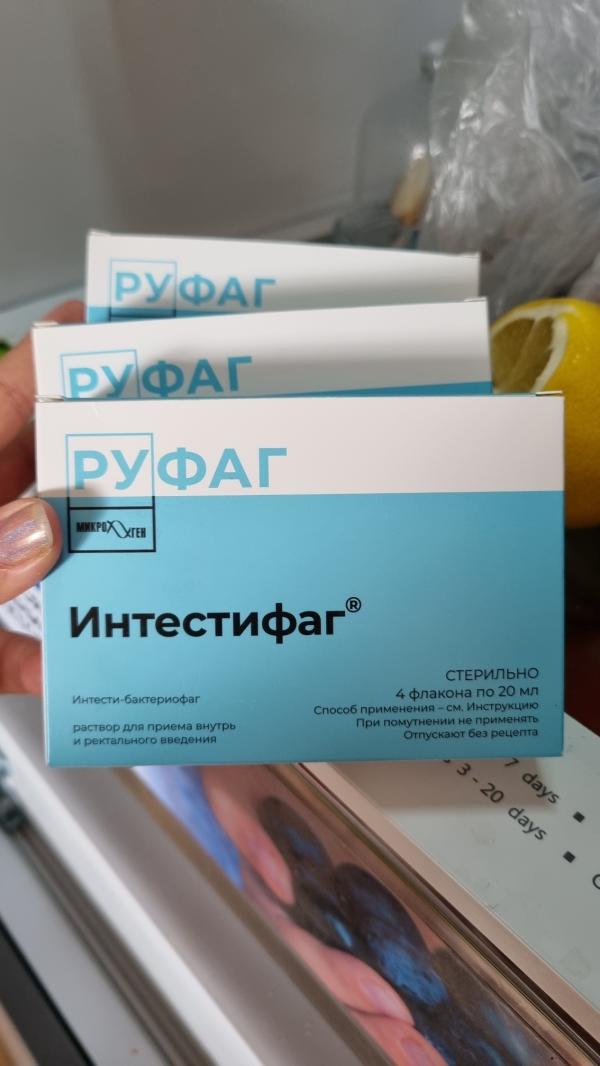 РУФАГ
РУФАГ
РУФАГ
МИКРОГЕН
Интестифаг®
СТЕРИЛЬНО
4 флакона по 20 мл
Способ применения – см. Инструкцию
При помутнении не применять
Отпускают без рецепта
Интести-бактериофаг
раствор для приема внутрь
и ректального введения
7 days
3 - 20 days